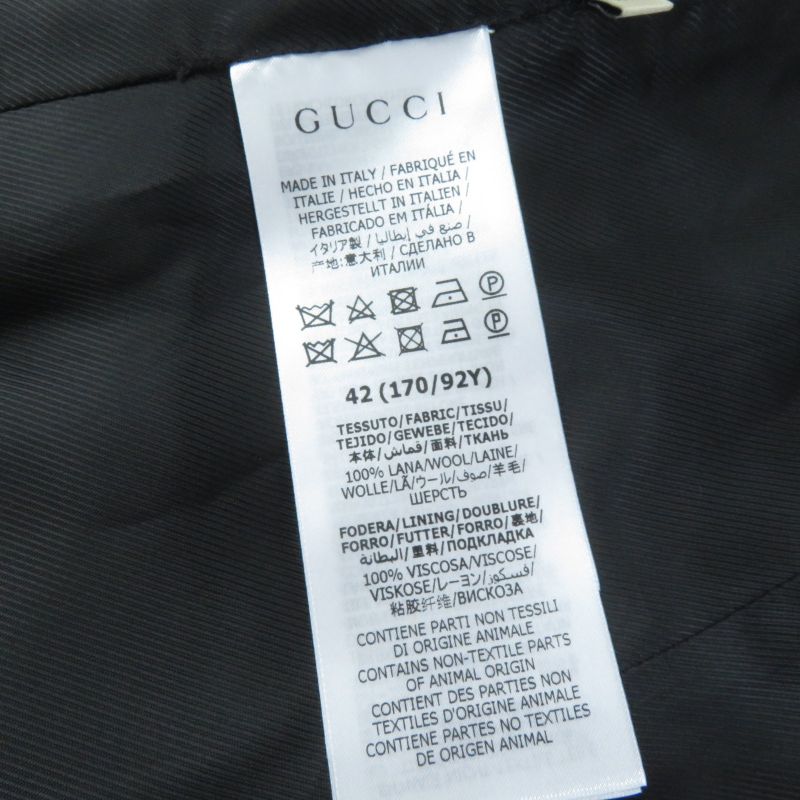 GUCCI
MADE IN ITALY / FABRIQUÉ EN
ITALIE / HECHO EN ITALIA /
HERGESTELLT IN ITALIEN /
FABRICADO EM ITÁLIA /
イタリア製 / صنع في إيطاليا /
产地:意大利 / СДЕЛАНО В
ИТАЛИИ
P
P
42 (170/92Y)
TESSUTO/FABRIC/TISSU/
TEJIDO/GEWEBE/TECIDO/
本体/قماش/面料/ТКАНЬ
100% LANA/WOOL/LAINE/
WOLLE/LÃ/ウール/صوف/羊毛/
ШЕРСТЬ
FODERA/LINING/DOUBLURE/
FORRO/FUTTER/FORRO/裏地/
البطانة/里料/ПОДКЛАДКА
100% VISCOSA/VISCOSE/
VISKOSE/レーヨン/فسكوز/
粘胶纤维/ВИСКОЗА
CONTIENE PARTI NON TESSILI
DI ORIGINE ANIMALE
CONTAINS NON-TEXTILE PARTS
OF ANIMAL ORIGIN
CONTIENT DES PARTIES NON
TEXTILES D'ORIGINE ANIMALE
CONTIENE PARTES NO TEXTILES
DE ORIGEN ANIMAL